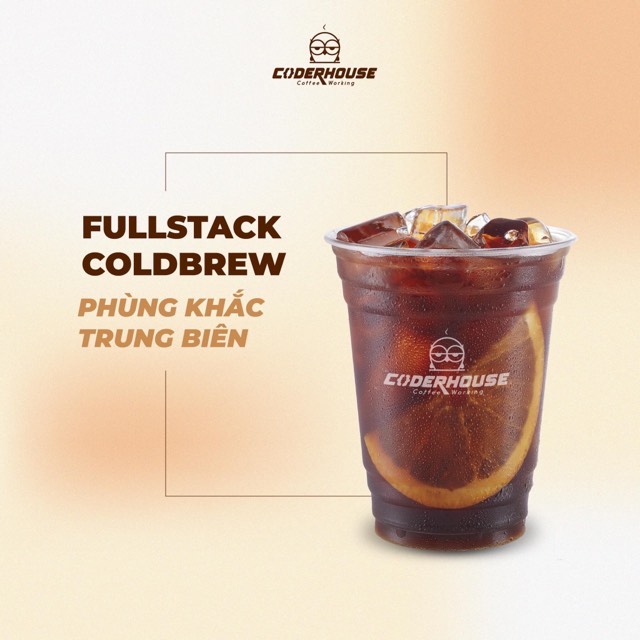 CODERHOUSE
Coffee Working
FULLSTACK
COLDBREW
PHÙNG KHẮC
TRUNG BIÊN
CODERHOUSE
Coffee Working